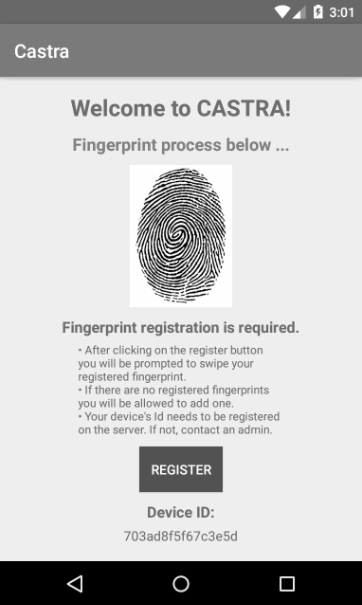 3:01
Castra
Welcome to CASTRA!
Fingerprint process below ...
Fingerprint registration is required.
• After clicking on the register button
you will be prompted to swipe your
registered fingerprint.
• If there are no registered fingerprints
you will be allowed to add one.
• Your device's Id needs to be registered
on the server. If not, contact an admin.
REGISTER
Device ID:
703ad8f5f67c3e5d